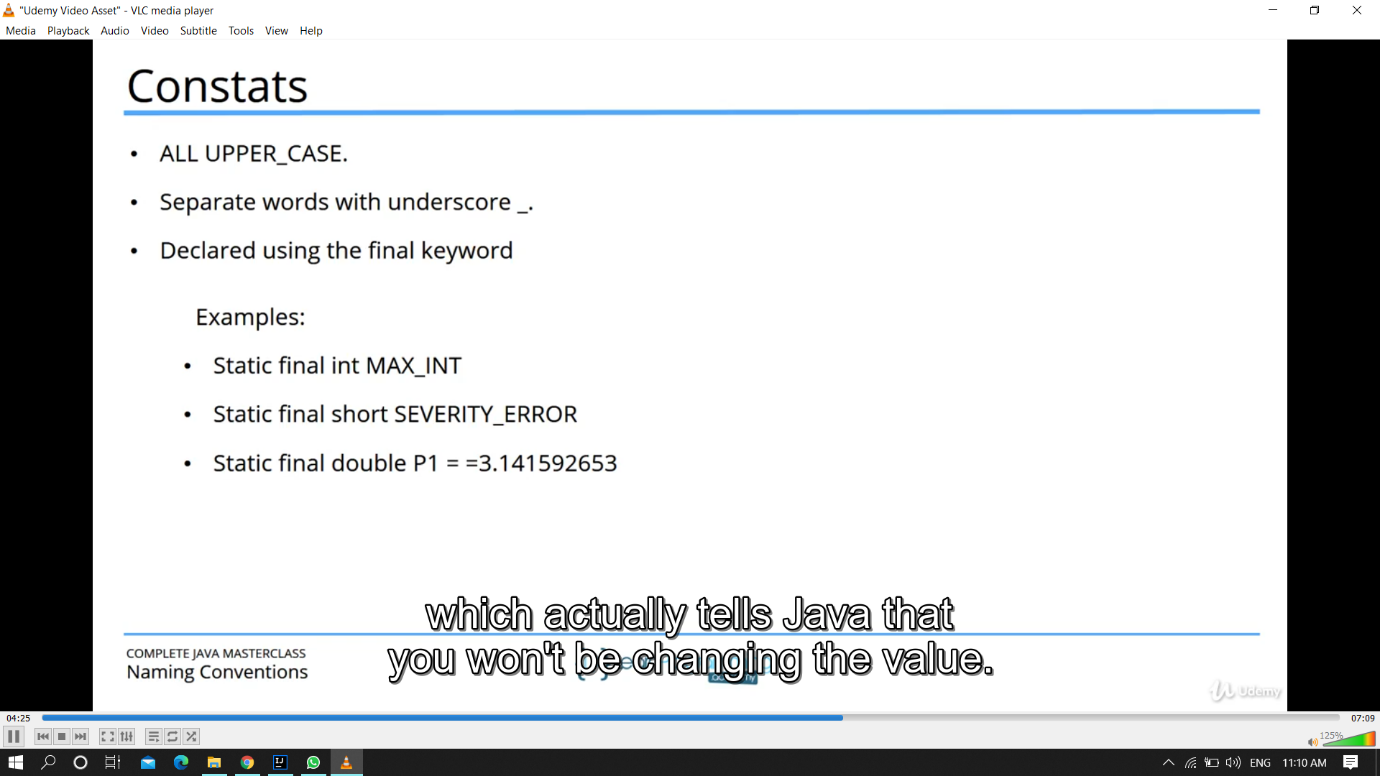 "Udemy Video Asset" - VLC media player
Media Playback Audio Video Subtitle Tools View Help
Constats
• ALL UPPER_CASE.
• Separate words with underscore _.
• Declared using the final keyword
Examples:
• Static final int MAX_INT
• Static final short SEVERITY_ERROR
• Static final double P1 = =3.141592653
which actually tells Java that
you won't be changing the value.
COMPLETE JAVA MASTERCLASS
Naming Conventions
Udemy
04:25
07:09
125%
ENG 11:10 AM